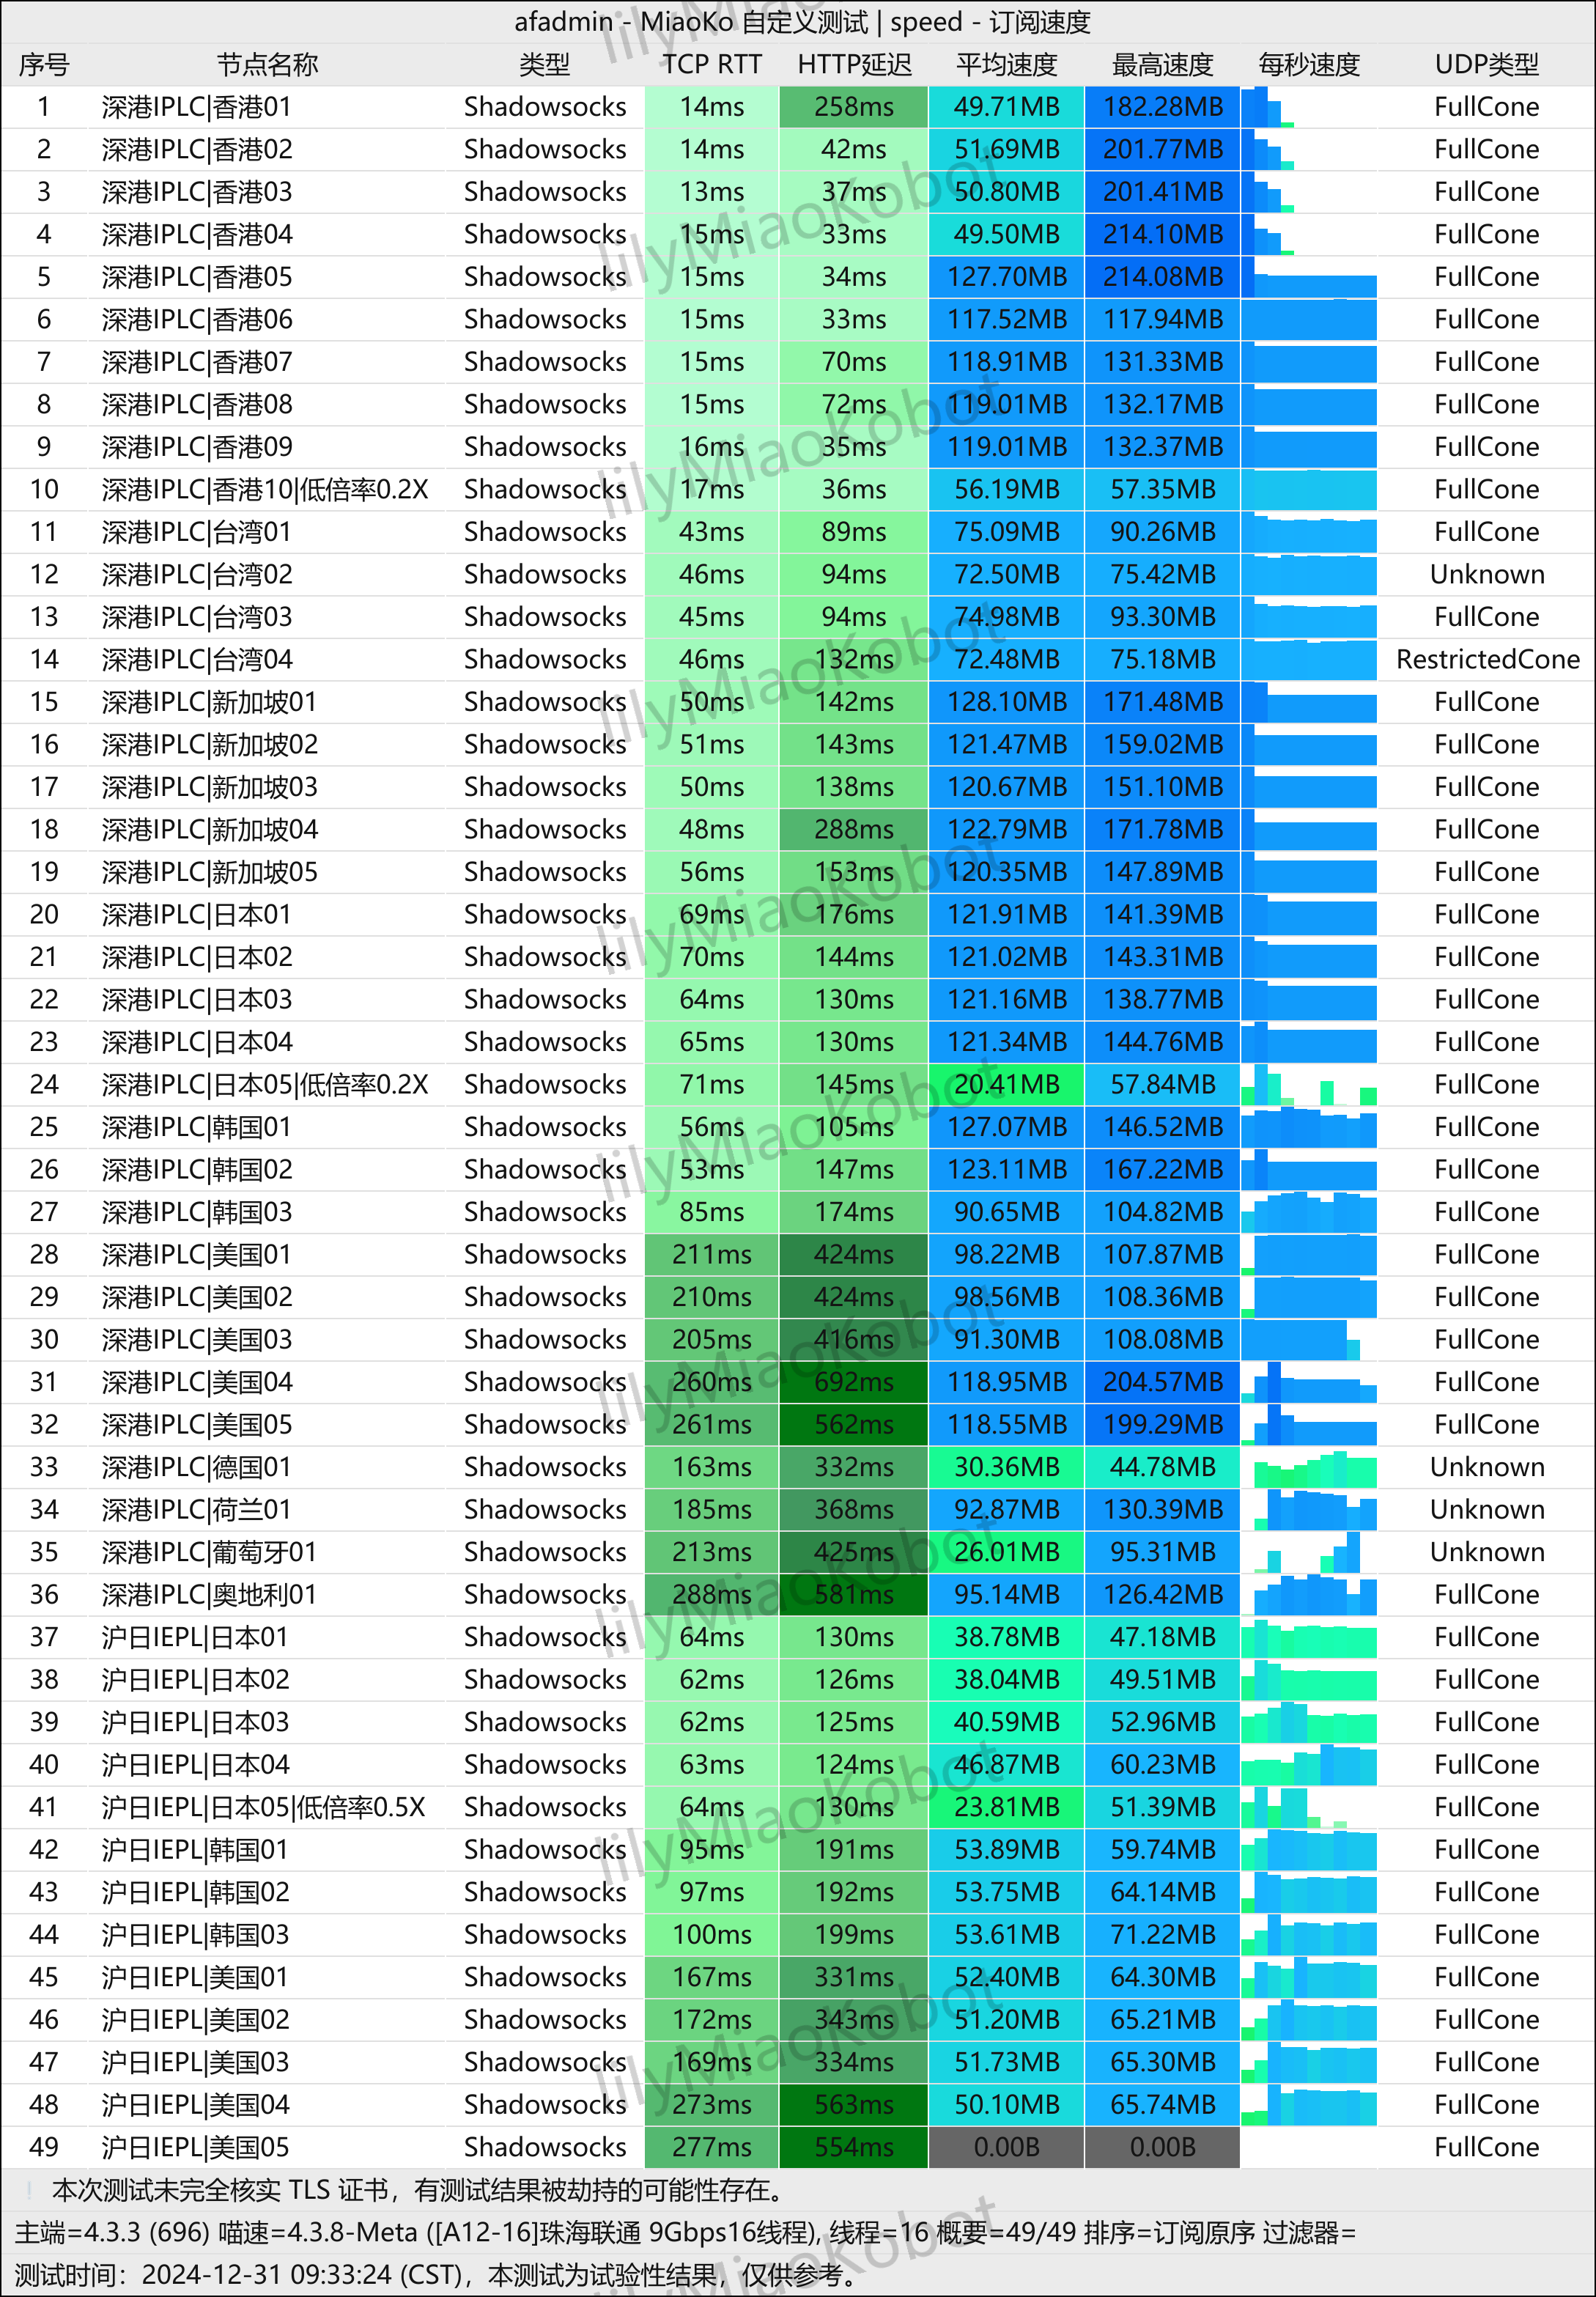 afadmin - MiaoKo 自定义测试 | speed - 订阅速度
序号 节点名称 类型 TCP RTT HTTP延迟 平均速度 最高速度 每秒速度 UDP类型
1 深港IPLC|香港01 Shadowsocks 14ms 258ms 49.71MB 182.28MB FullCone
2 深港IPLC|香港02 Shadowsocks 14ms 42ms 51.69MB 201.77MB FullCone
3 深港IPLC|香港03 Shadowsocks 13ms 37ms 50.80MB 201.41MB FullCone
4 深港IPLC|香港04 Shadowsocks 15ms 33ms 49.50MB 214.10MB FullCone
5 深港IPLC|香港05 Shadowsocks 15ms 34ms 127.70MB 214.08MB FullCone
6 深港IPLC|香港06 Shadowsocks 15ms 33ms 117.52MB 117.94MB FullCone
7 深港IPLC|香港07 Shadowsocks 15ms 70ms 118.91MB 131.33MB FullCone
8 深港IPLC|香港08 Shadowsocks 15ms 72ms 119.01MB 132.17MB FullCone
9 深港IPLC|香港09 Shadowsocks 16ms 35ms 119.01MB 132.37MB FullCone
10 深港IPLC|香港10|低倍率0.2X Shadowsocks 17ms 36ms 56.19MB 57.35MB FullCone
11 深港IPLC|台湾01 Shadowsocks 43ms 89ms 75.09MB 90.26MB FullCone
12 深港IPLC|台湾02 Shadowsocks 46ms 94ms 72.50MB 75.42MB Unknown
13 深港IPLC|台湾03 Shadowsocks 45ms 94ms 74.98MB 93.30MB FullCone
14 深港IPLC|台湾04 Shadowsocks 46ms 132ms 72.48MB 75.18MB RestrictedCone
15 深港IPLC|新加坡01 Shadowsocks 50ms 142ms 128.10MB 171.48MB FullCone
16 深港IPLC|新加坡02 Shadowsocks 51ms 143ms 121.47MB 159.02MB FullCone
17 深港IPLC|新加坡03 Shadowsocks 50ms 138ms 120.67MB 151.10MB FullCone
18 深港IPLC|新加坡04 Shadowsocks 48ms 288ms 122.79MB 171.78MB FullCone
19 深港IPLC|新加坡05 Shadowsocks 56ms 153ms 120.35MB 147.89MB FullCone
20 深港IPLC|日本01 Shadowsocks 69ms 176ms 121.91MB 141.39MB FullCone
21 深港IPLC|日本02 Shadowsocks 70ms 144ms 121.02MB 143.31MB FullCone
22 深港IPLC|日本03 Shadowsocks 64ms 130ms 121.16MB 138.77MB FullCone
23 深港IPLC|日本04 Shadowsocks 65ms 130ms 121.34MB 144.76MB FullCone
24 深港IPLC|日本05|低倍率0.2X Shadowsocks 71ms 145ms 20.41MB 57.84MB FullCone
25 深港IPLC|韩国01 Shadowsocks 56ms 105ms 127.07MB 146.52MB FullCone
26 深港IPLC|韩国02 Shadowsocks 53ms 147ms 123.11MB 167.22MB FullCone
27 深港IPLC|韩国03 Shadowsocks 85ms 174ms 90.65MB 104.82MB FullCone
28 深港IPLC|美国01 Shadowsocks 211ms 424ms 98.22MB 107.87MB FullCone
29 深港IPLC|美国02 Shadowsocks 210ms 424ms 98.56MB 108.36MB FullCone
30 深港IPLC|美国03 Shadowsocks 205ms 416ms 91.30MB 108.08MB FullCone
31 深港IPLC|美国04 Shadowsocks 260ms 692ms 118.95MB 204.57MB FullCone
32 深港IPLC|美国05 Shadowsocks 261ms 562ms 118.55MB 199.29MB FullCone
33 深港IPLC|德国01 Shadowsocks 163ms 332ms 30.36MB 44.78MB Unknown
34 深港IPLC|荷兰01 Shadowsocks 185ms 368ms 92.87MB 130.39MB Unknown
35 深港IPLC|葡萄牙01 Shadowsocks 213ms 425ms 26.01MB 95.31MB Unknown
36 深港IPLC|奥地利01 Shadowsocks 288ms 581ms 95.14MB 126.42MB FullCone
37 沪日IEPL|日本01 Shadowsocks 64ms 130ms 38.78MB 47.18MB FullCone
38 沪日IEPL|日本02 Shadowsocks 62ms 126ms 38.04MB 49.51MB FullCone
39 沪日IEPL|日本03 Shadowsocks 62ms 125ms 40.59MB 52.96MB FullCone
40 沪日IEPL|日本04 Shadowsocks 63ms 124ms 46.87MB 60.23MB FullCone
41 沪日IEPL|日本05|低倍率0.5X Shadowsocks 64ms 130ms 23.81MB 51.39MB FullCone
42 沪日IEPL|韩国01 Shadowsocks 95ms 191ms 53.89MB 59.74MB FullCone
43 沪日IEPL|韩国02 Shadowsocks 97ms 192ms 53.75MB 64.14MB FullCone
44 沪日IEPL|韩国03 Shadowsocks 100ms 199ms 53.61MB 71.22MB FullCone
45 沪日IEPL|美国01 Shadowsocks 167ms 331ms 52.40MB 64.30MB FullCone
46 沪日IEPL|美国02 Shadowsocks 172ms 343ms 51.20MB 65.21MB FullCone
47 沪日IEPL|美国03 Shadowsocks 169ms 334ms 51.73MB 65.30MB FullCone
48 沪日IEPL|美国04 Shadowsocks 273ms 563ms 50.10MB 65.74MB FullCone
49 沪日IEPL|美国05 Shadowsocks 277ms 554ms 0.00B 0.00B FullCone
❕ 本次测试未完全核实 TLS 证书，有测试结果被劫持的可能性存在。
主端=4.3.3 (696) 喵速=4.3.8-Meta ([A12-16]珠海联通 9Gbps16线程), 线程=16 概要=49/49 排序=订阅原序 过滤器=
测试时间：2024-12-31 09:33:24 (CST)，本测试为试验性结果，仅供参考。
lilyMiaoKobot
lilyMiaoKobot
lilyMiaoKobot
lilyMiaoKobot
lilyMiaoKobot
lilyMiaoKobot
lilyMiaoKobot
lilyMiaoKobot
lilyMiaoKobot
lilyMiaoKobot
lilyMiaoKobot